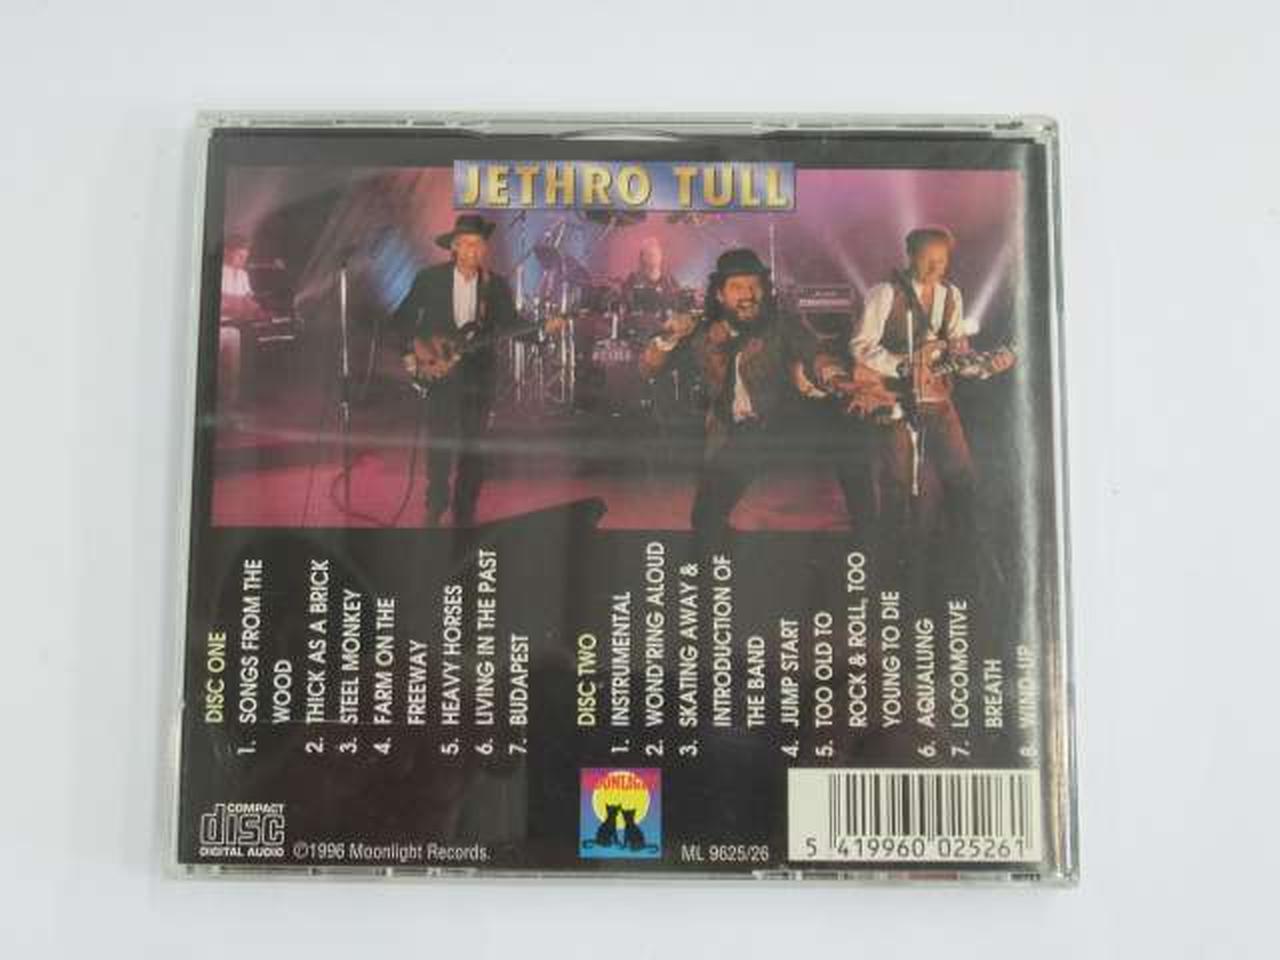 JETHRO TULL
DISC ONE
1. SONGS FROM THE
WOOD
2. THICK AS A BRICK
3. STEEL MONKEY
4. FARM ON THE
FREEWAY
5. HEAVY HORSES
6. LIVING IN THE PAST
7. BUDAPEST
DISC TWO
1. INSTRUMENTAL
2. WOND'RING ALOUD
3. SKATING AWAY &
INTRODUCTION OF
THE BAND
4. JUMP START
5. TOO OLD TO
ROCK & ROLL, TOO
YOUNG TO DIE
6. AQUALUNG
7. LOCOMOTIVE
BREATH
8. WIND-UP
COMPACT
disc
DIGITAL AUDIO
©1996 Moonlight Records.
MOONLIGHT
ML 9625/26
5 419960 025261